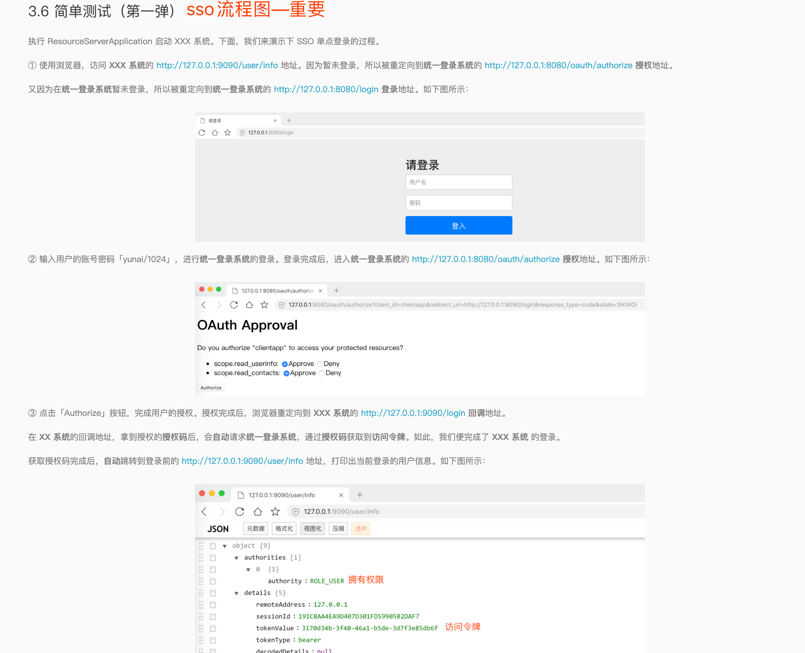 3.6 简单测试（第一弹） sso流程图—重要
执行 ResourceServerApplication 启动 XXX 系统。下面，我们来演示下 SSO 单点登录的过程。
① 使用浏览器，访问 XXX 系统的 http://127.0.0.1:9090/user/info 地址。因为暂未登录，所以被重定向到统一登录系统的 http://127.0.0.1:8080/oauth/authorize 授权地址。
又因为在统一登录系统暂未登录，所以被重定向到统一登录系统的 http://127.0.0.1:8080/login 登录地址。如下图所示：
请登录
127.0.0.1:8080/login
请登录
用户名
密码
登入
② 输入用户的账号密码「yunai/1024」，进行统一登录系统的登录。登录完成后，进入统一登录系统的 http://127.0.0.1:8080/oauth/authorize 授权地址。如下图所示：
127.0.0.1:8080/oauth/authoriz
127.0.0.1:8080/oauth/authorize?client_id=clientapp&redirect_uri=http://127.0.0.1:9090/login&response_type=code&state=3iKWOl
OAuth Approval
Do you authorize "clientapp" to access your protected resources?
• scope.read_userinfo: Approve Deny
• scope.read_contacts: Approve Deny
Authorize
③ 点击「Authorize」按钮，完成用户的授权。授权完成后，浏览器重定向到 XXX 系统的 http://127.0.0.1:9090/login 回调地址。
在 XX 系统的回调地址，拿到授权的授权码后，会自动请求统一登录系统，通过授权码获取到访问令牌。如此，我们便完成了 XXX 系统 的登录。
获取授权码完成后，自动跳转到登录前的 http://127.0.0.1:9090/user/info 地址，打印出当前登录的用户信息。如下图所示：
127.0.0.1:9090/user/info
127.0.0.1:9090/user/info
JSON 元数据 格式化 视图化 压缩 选中
object {9}
authorities [1]
0 {1}
authority : ROLE_USER 拥有权限
details {5}
remoteAddress : 127.0.0.1
sessionId : 191CBAA4EA9D407D301FD59905B2DAF7
tokenValue : 3170d34b-3f40-46a1-b5de-3d7f3e85db6f 访问令牌
tokenType : bearer
decodedDetails : null